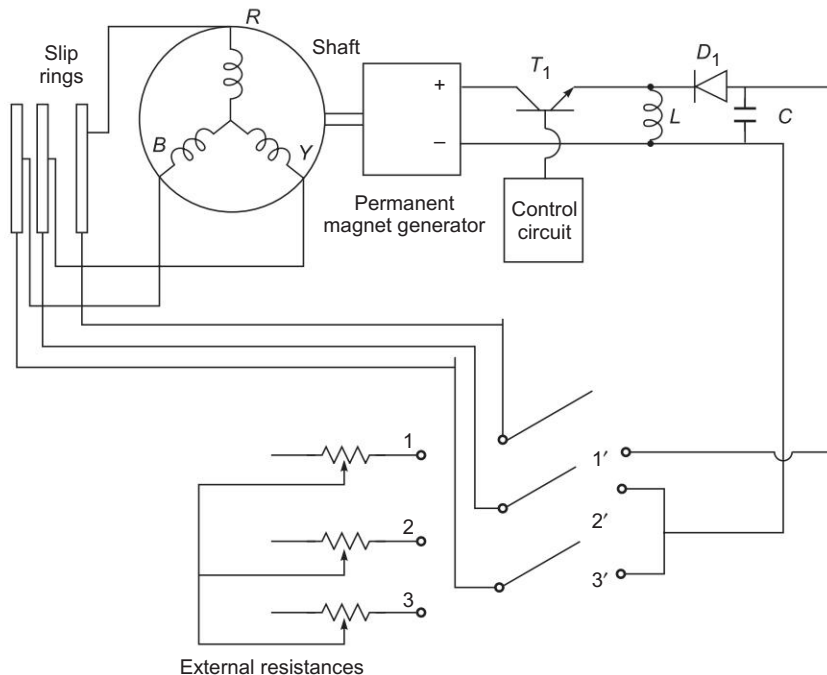 R
Slip
rings
Shaft
B
Y
+
–
Permanent
magnet generator
T1
Control
circuit
L
D1
C
1
2
3
1′
2′
3′
External resistances